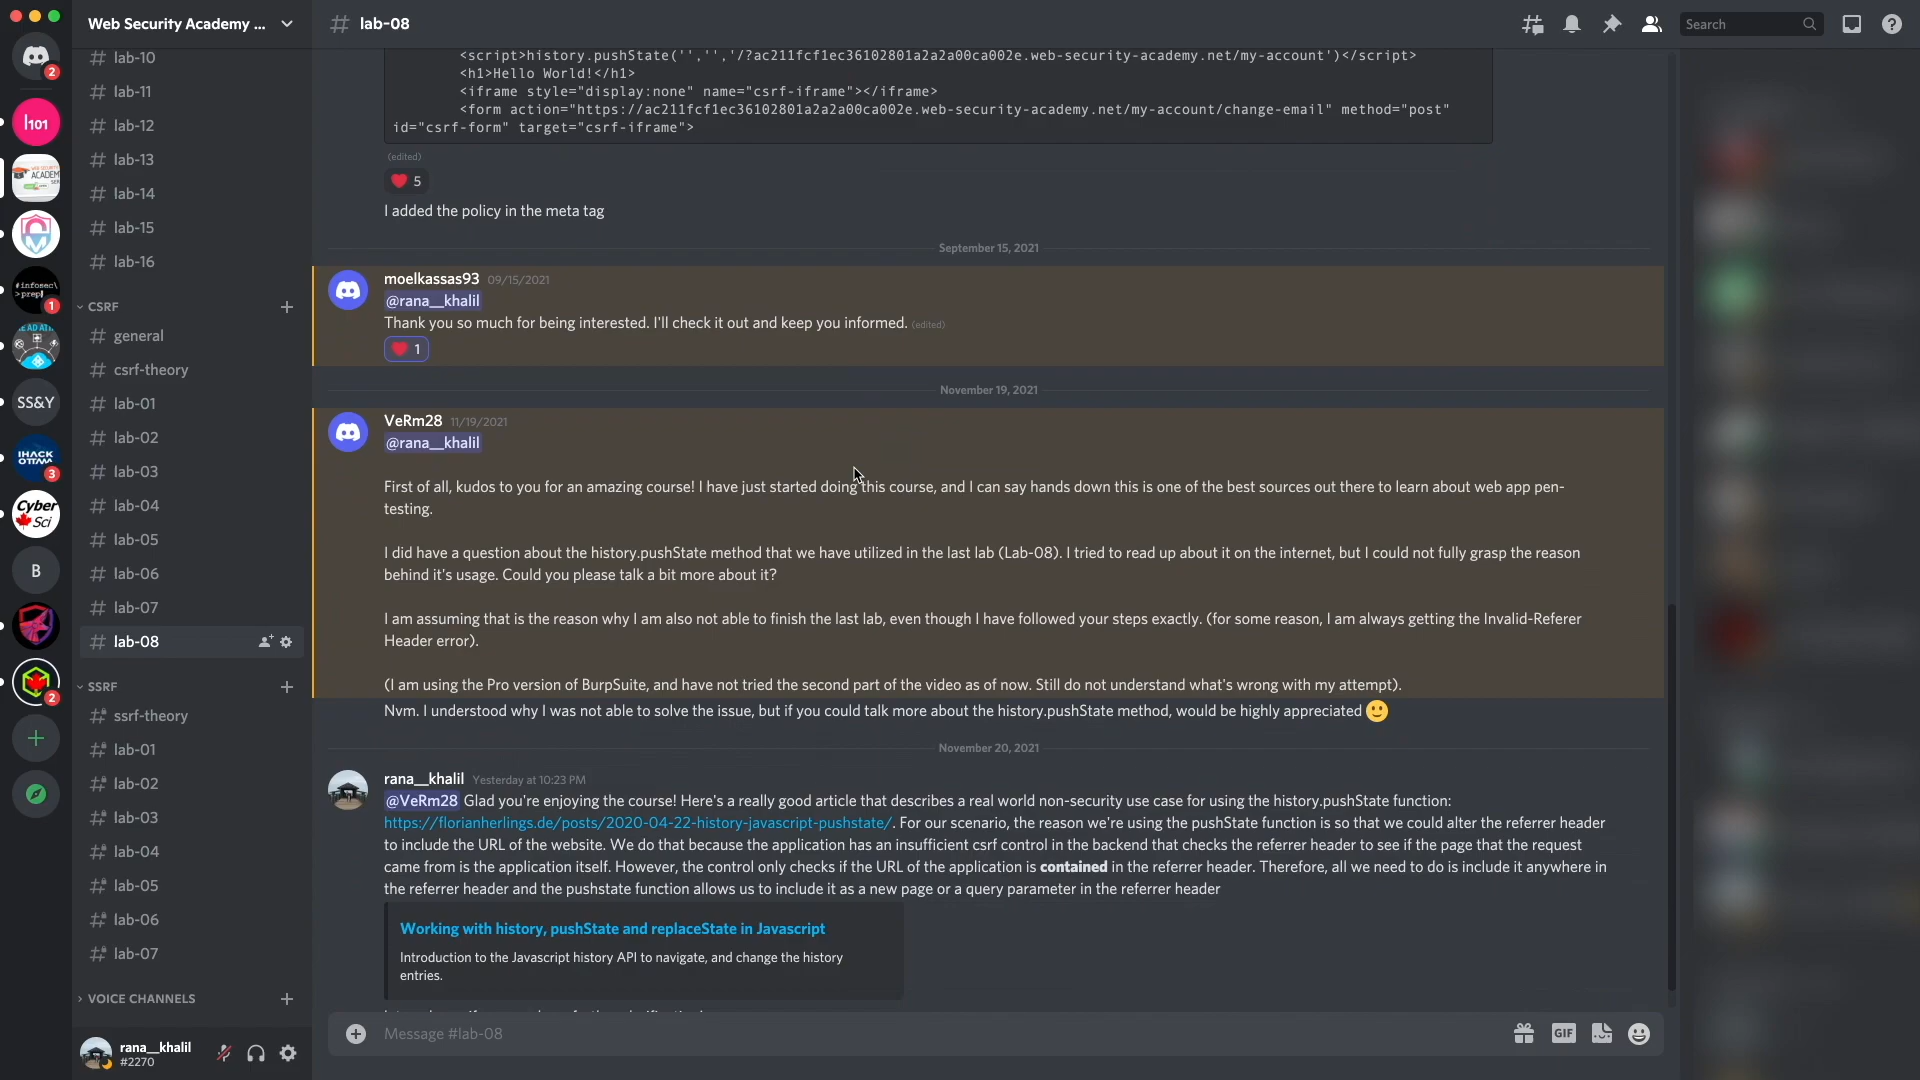 Web Security Academy ...
# lab-08
Search
2
l101
WEB SECURITY
ACADEMY
#infosec\
>prep
1
SS&Y
IHACK
OTTAWA
3
Cyber
Sci
B
2
# lab-10
# lab-11
# lab-12
# lab-13
# lab-14
# lab-15
# lab-16
CSRF
# general
# csrf-theory
# lab-01
# lab-02
# lab-03
# lab-04
# lab-05
# lab-06
# lab-07
# lab-08
SSRF
# ssrf-theory
# lab-01
# lab-02
# lab-03
# lab-04
# lab-05
# lab-06
# lab-07
VOICE CHANNELS
rana__khalil
#2270
<script>history.pushState('','','/?ac211fcf1ec36102801a2a2a00ca002e.web-security-academy.net/my-account')</script>
<h1>Hello World!</h1>
<iframe style="display:none" name="csrf-iframe"></iframe>
<form action="https://ac211fcf1ec36102801a2a2a00ca002e.web-security-academy.net/my-account/change-email" method="post"
id="csrf-form" target="csrf-iframe">
(edited)
❤️ 5
I added the policy in the meta tag
September 15, 2021
moelkassas93 09/15/2021
@rana__khalil
Thank you so much for being interested. I'll check it out and keep you informed. (edited)
❤️ 1
November 19, 2021
VeRm28 11/19/2021
@rana__khalil
First of all, kudos to you for an amazing course! I have just started doing this course, and I can say hands down this is one of the best sources out there to learn about web app pen-
testing.
I did have a question about the history.pushState method that we have utilized in the last lab (Lab-08). I tried to read up about it on the internet, but I could not fully grasp the reason
behind it's usage. Could you please talk a bit more about it?
I am assuming that is the reason why I am also not able to finish the last lab, even though I have followed your steps exactly. (for some reason, I am always getting the Invalid-Referer
Header error).
(I am using the Pro version of BurpSuite, and have not tried the second part of the video as of now. Still do not understand what's wrong with my attempt).
Nvm. I understood why I was not able to solve the issue, but if you could talk more about the history.pushState method, would be highly appreciated 🙂
November 20, 2021
rana__khalil Yesterday at 10:23 PM
@VeRm28 Glad you're enjoying the course! Here's a really good article that describes a real world non-security use case for using the history.pushState function:
https://florianherlings.de/posts/2020-04-22-history-javascript-pushstate/. For our scenario, the reason we're using the pushState function is so that we could alter the referrer header
to include the URL of the website. We do that because the application has an insufficient csrf control in the backend that checks the referrer header to see if the page that the request
came from is the application itself. However, the control only checks if the URL of the application is contained in the referrer header. Therefore, all we need to do is include it anywhere in
the referrer header and the pushstate function allows us to include it as a new page or a query parameter in the referrer header
Working with history, pushState and replaceState in Javascript
Introduction to the Javascript history API to navigate, and change the history
entries.
Message #lab-08
GIF